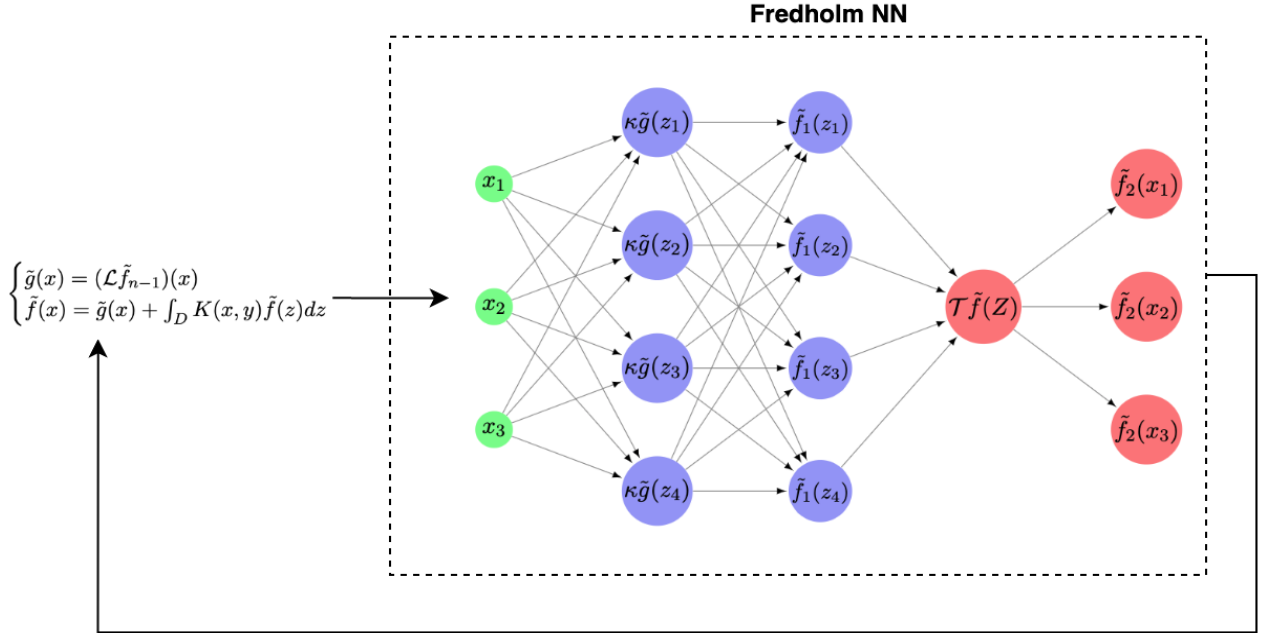 Fredholm NN
g̃(x) = (ℒf̃ₙ₋₁)(x)
f̃(x) = g̃(x) + ∫_D K(x, y)f̃(z)dz
x₁
x₂
x₃
κg̃(z₁)
κg̃(z₂)
κg̃(z₃)
κg̃(z₄)
f̃₁(z₁)
f̃₁(z₂)
f̃₁(z₃)
f̃₁(z₄)
𝒯f̃(Z)
f̃₂(x₁)
f̃₂(x₂)
f̃₂(x₃)